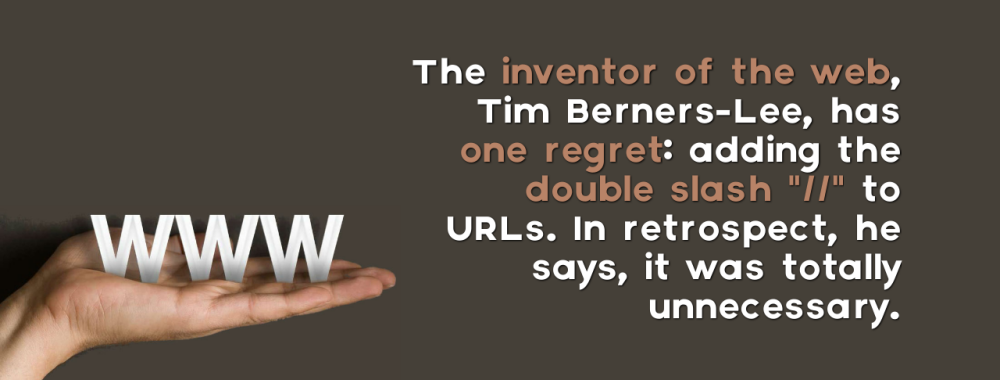 The inventor of the web,
Tim Berners-Lee, has
one regret: adding the
double slash "//" to
URLs. In retrospect, he
says, it was totally
unnecessary.
WWW